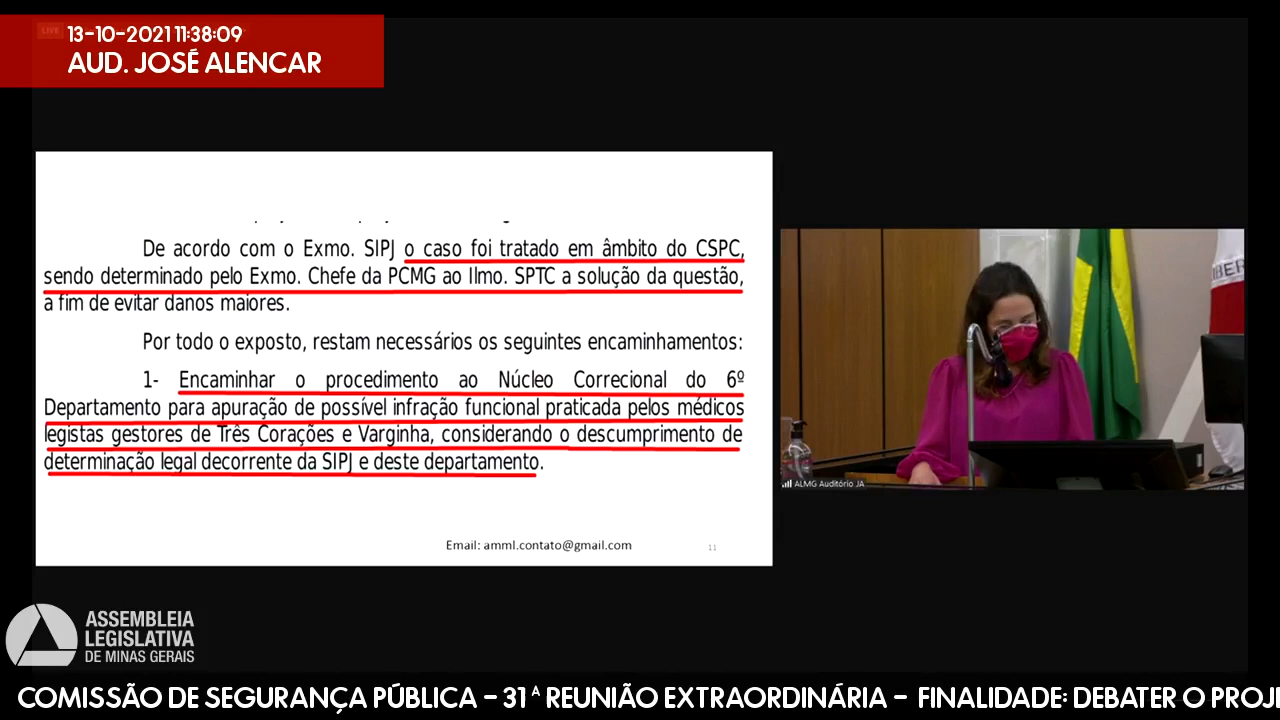 LIVE
13-10-2021 11:38:09
AUD. JOSÉ ALENCAR
De acordo com o Exmo. SIPJ o caso foi tratado em âmbito do CSPC,
sendo determinado pelo Exmo. Chefe da PCMG ao Ilmo. SPTC a solução da questão,
a fim de evitar danos maiores.
Por todo o exposto, restam necessários os seguintes encaminhamentos:
1- Encaminhar o procedimento ao Núcleo Correcional do 6º
Departamento para apuração de possível infração funcional praticada pelos médicos
legistas gestores de Três Corações e Varginha, considerando o descumprimento de
determinação legal decorrente da SIPJ e deste departamento.
Email: amml.contato@gmail.com
11
IBER
ALMG Auditório JA
ASSEMBLEIA
LEGISLATIVA
DE MINAS GERAIS
COMISSÃO DE SEGURANÇA PÚBLICA - 31ª REUNIÃO EXTRAORDINÁRIA - FINALIDADE: DEBATER O PROJ